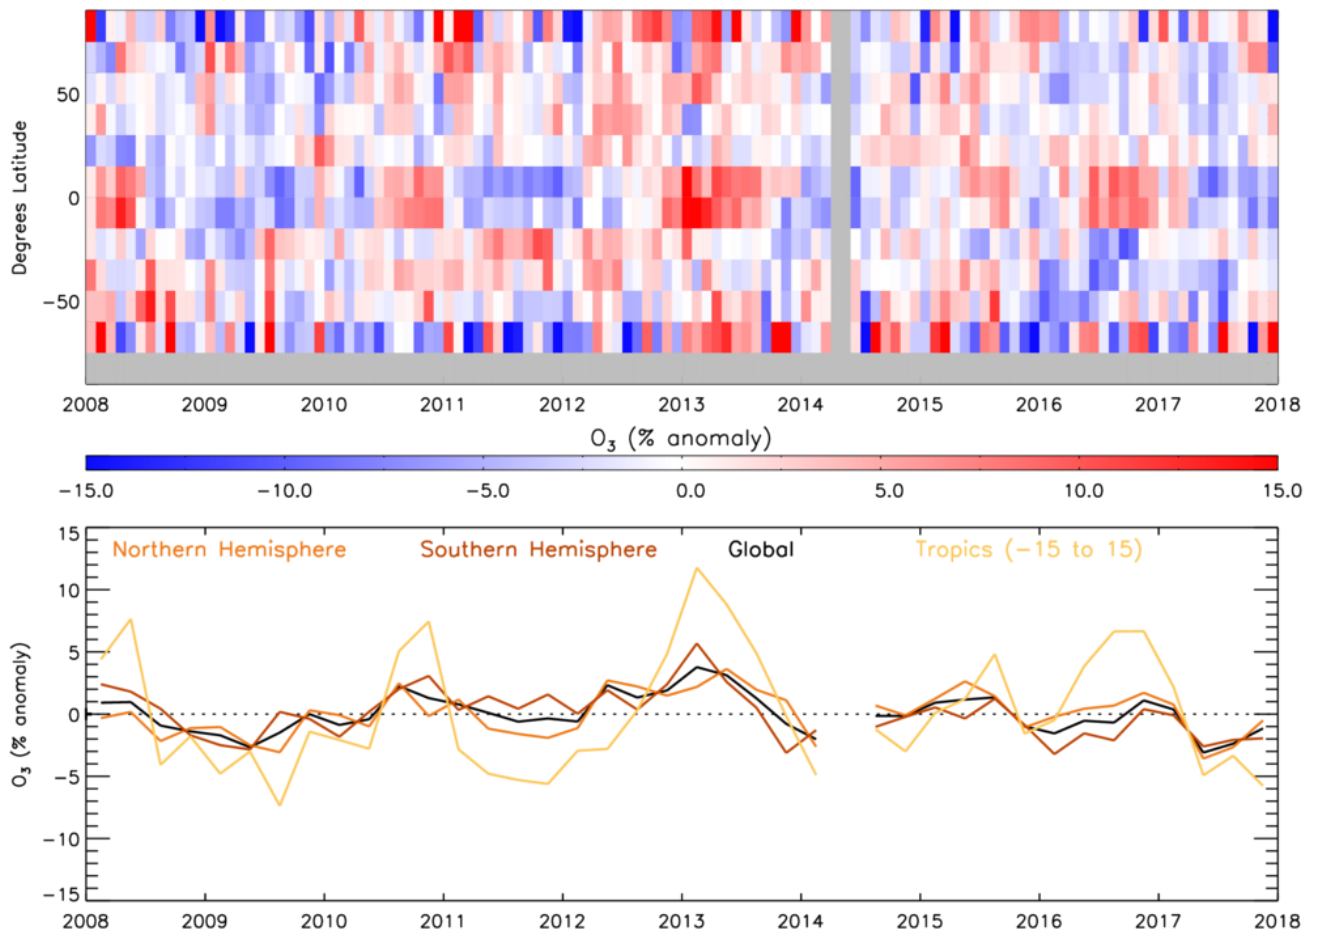 50
0
−50
Degrees Latitude
2008 2009 2010 2011 2012 2013 2014 2015 2016 2017 2018
O3 (% anomaly)
−15.0 −10.0 −5.0 0.0 5.0 10.0 15.0
Northern Hemisphere Southern Hemisphere Global Tropics (−15 to 15)
15
10
5
0
−5
−10
−15
O3 (% anomaly)
2008 2009 2010 2011 2012 2013 2014 2015 2016 2017 2018